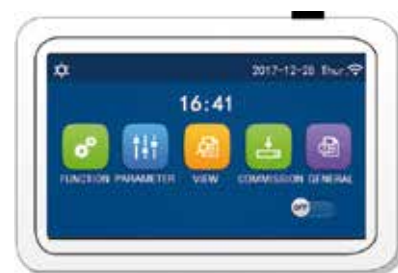 2017-12-28 Thur.
16:41
FUNCTION PARAMETER VIEW COMMISSION GENERAL
OFF